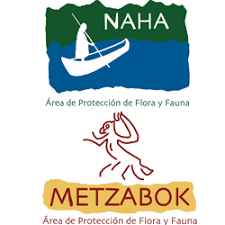 NAHA
Área de Protección de Flora y Fauna
METZABOK
Área de Protección de Flora y Fauna